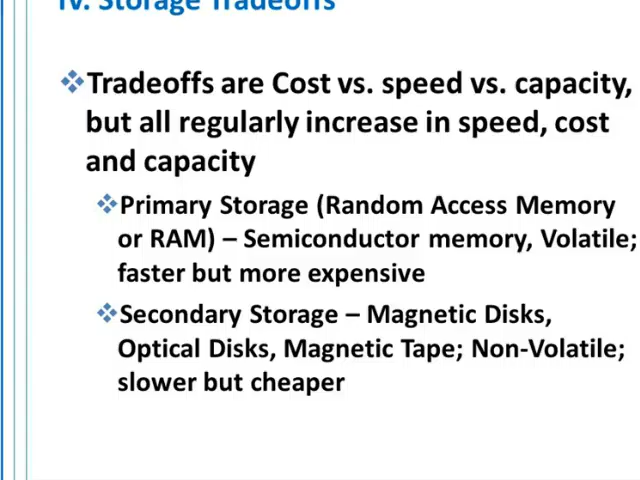 IV. Storage Tradeoffs
Tradeoffs are Cost vs. speed vs. capacity,
but all regularly increase in speed, cost
and capacity
Primary Storage (Random Access Memory
or RAM) – Semiconductor memory, Volatile;
faster but more expensive
Secondary Storage – Magnetic Disks,
Optical Disks, Magnetic Tape; Non-Volatile;
slower but cheaper